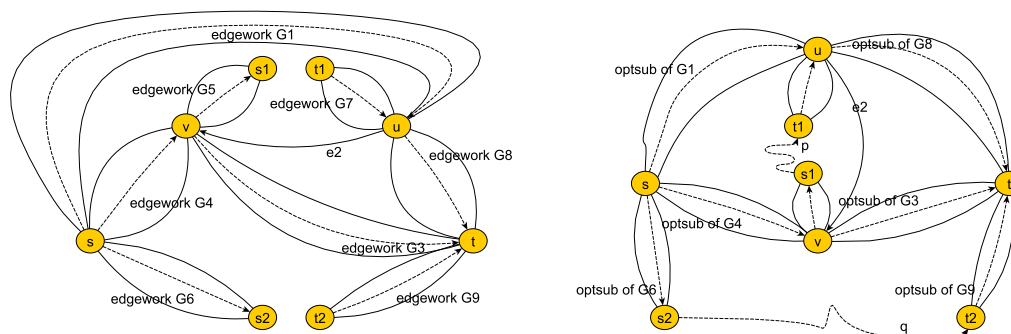 edgework G1
s1
t1
edgework G5
edgework G7
v
u
e2
edgework G8
edgework G4
s
edgework G3
t
edgework G6
edgework G9
s2
t2
u
optsub of G8
optsub of G1
e2
t1
p
s1
s
t
optsub of G3
optsub of G4
v
optsub of G6
optsub of G9
s2
t2
q